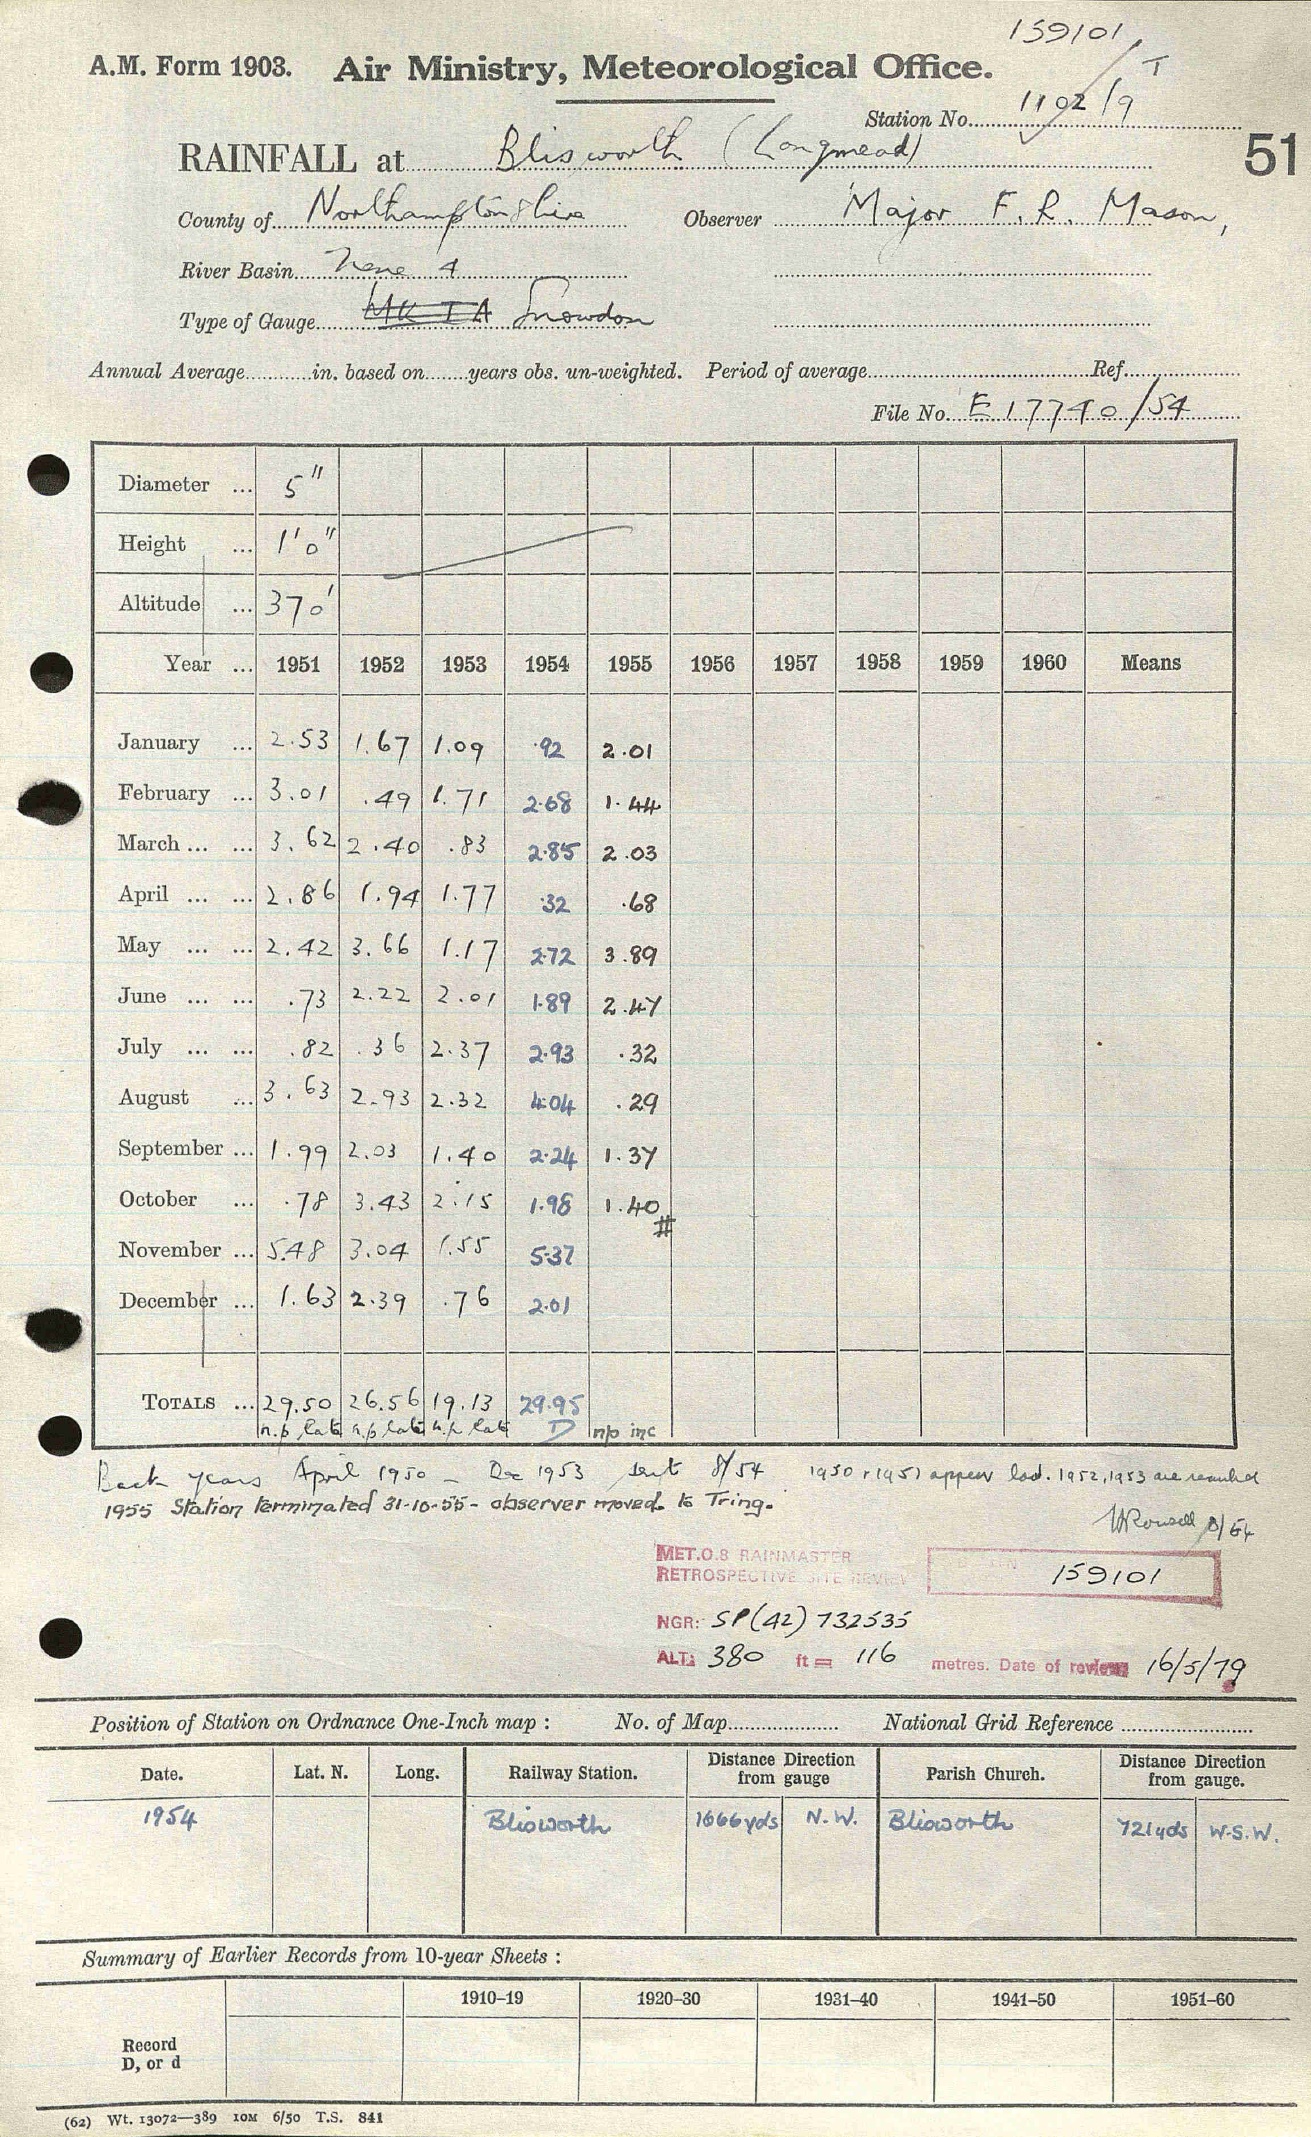 159101
A.M. Form 1903. Air Ministry, Meteorological Office. T
Station No. 1102/9
RAINFALL at Blisworth (Longmead) 51
County of Northamptonshire Observer Major F. R. Mason,
River Basin Nene 4
Type of Gauge MK I A Snowdon
Annual Average in. based on years obs. un-weighted. Period of average Ref.
File No. E 17740/54
Diameter ... 5"
Height ... 1'0"
Altitude ... 370'
Year ... 1951 1952 1953 1954 1955 1956 1957 1958 1959 1960 Means
January ... 2.53 1.67 1.09 .92 2.01
February ... 3.01 .49 1.71 2.68 1.44
March ... ... 3.62 2.40 .83 2.85 2.03
April ... ... 2.86 1.94 1.77 .32 .68
May ... ... 2.42 3.66 1.17 2.72 3.89
June ... ... .73 2.22 2.01 1.89 2.47
July ... ... .82 .36 2.37 2.93 .32
August ... 3.63 2.93 2.32 4.04 .29
September ... 1.99 2.03 1.40 2.24 1.37
October ... .78 3.43 2.15 1.98 1.40 #
November ... 5.48 3.04 1.55 5.37
December ... 1.63 2.39 .76 2.01
TOTALS ... 29.50 26.56 19.13 29.95
n.p late n.p late n.p late D n/p inc
Back years April 1950 - Dec 1953 sent 8/54 1950 + 1951 appear bad. 1952, 1953 are
1955 Station terminated 31-10-55 - observer moved to Tring.
8/54
MET.O.8 RAINMASTER
RETROSPECTIVE SITE REVIEW 159101
NGR: SP(42) 732535
ALT: 380 ft = 116 metres. Date of review 16/5/79
Position of Station on Ordnance One-Inch map : No. of Map National Grid Reference
Date. Lat. N. Long. Railway Station. Distance Direction from gauge Parish Church. Distance Direction from gauge.
1954 Blisworth 1666yds N.W. Blisworth 721yds W.S.W.
Summary of Earlier Records from 10-year Sheets :
1910–19 1920–30 1931–40 1941–50 1951–60
Record
D, or d
(62) Wt. 13072—389 10M 6/50 T.S. 841